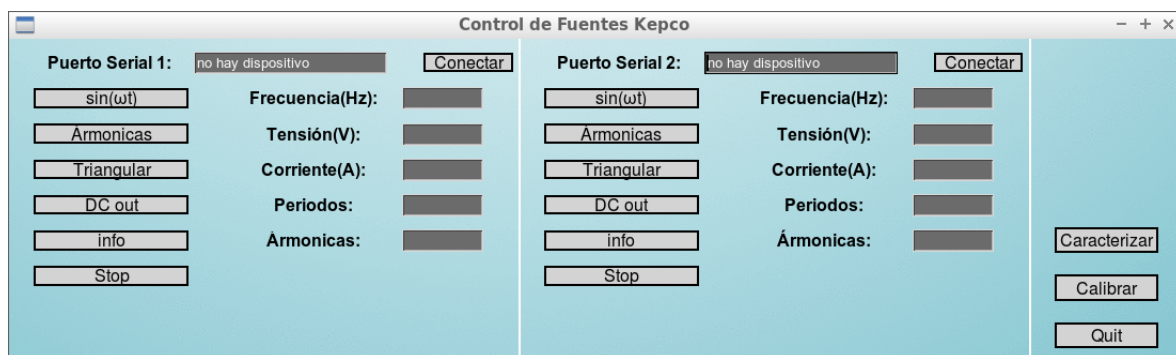 Control de Fuentes Kepco
Puerto Serial 1: no hay dispositivo Conectar
sin(ωt) Frecuencia(Hz):
Ármonicas Tensión(V):
Triangular Corriente(A):
DC out Periodos:
info Ármonicas:
Stop
Puerto Serial 2: no hay dispositivo Conectar
sin(ωt) Frecuencia(Hz):
Ármonicas Tensión(V):
Triangular Corriente(A):
DC out Periodos:
info Ármonicas:
Stop
Caracterizar
Calibrar
Quit